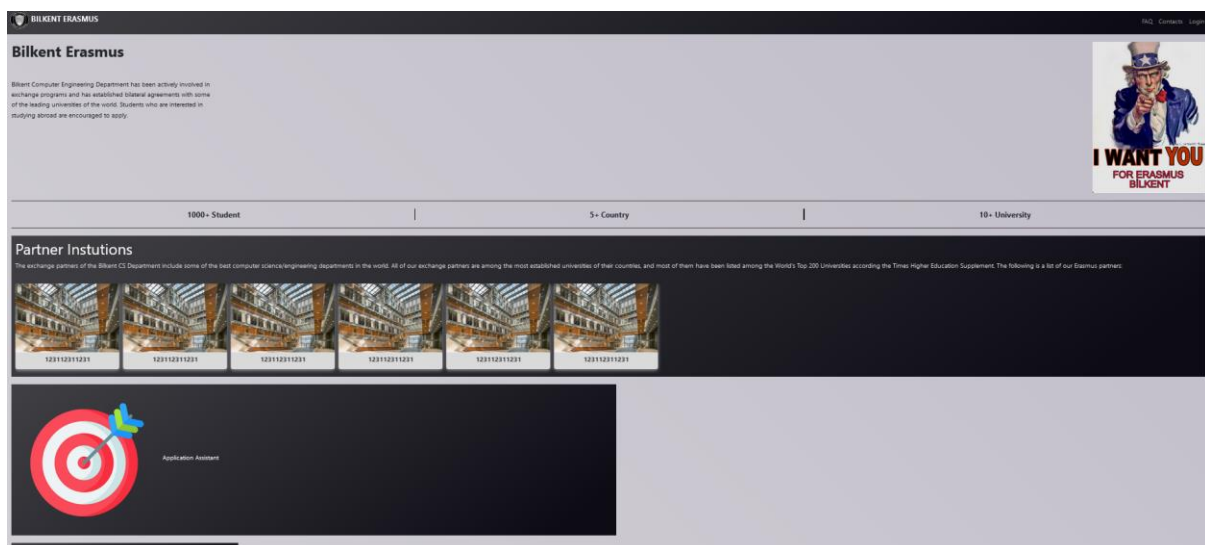 BILKENT ERASMUS
FAQ Contacts Login
Bilkent Erasmus
Bilkent Computer Engineering Department has been actively involved in
exchange programs and has established bilateral agreements with some
of the leading universities of the world. Students who are interested in
studying abroad are encouraged to apply.
I WANT YOU
FOR ERASMUS
BİLKENT
1000+ Student
5+ Country
10+ University
Partner Instutions
The exchange partners of the Bilkent CS Department include some of the best computer science/engineering departments in the world. All of our exchange partners are among the most established universities of their countries, and most of them have been listed among the World's Top 200 Universities according the Times Higher Education Supplement. The following is a list of our Erasmus partners:
123112311231 123112311231 123112311231 123112311231 123112311231 123112311231
Application Assistant